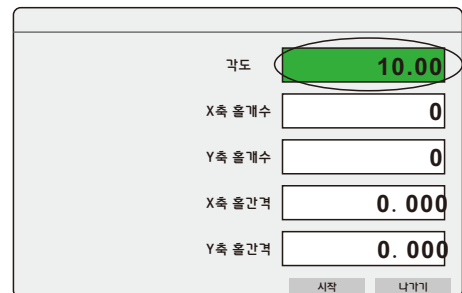 각도 10.00
X축 홀개수 0
Y축 홀개수 0
X축 홀간격 0. 000
Y축 홀간격 0. 000
시작 나가기